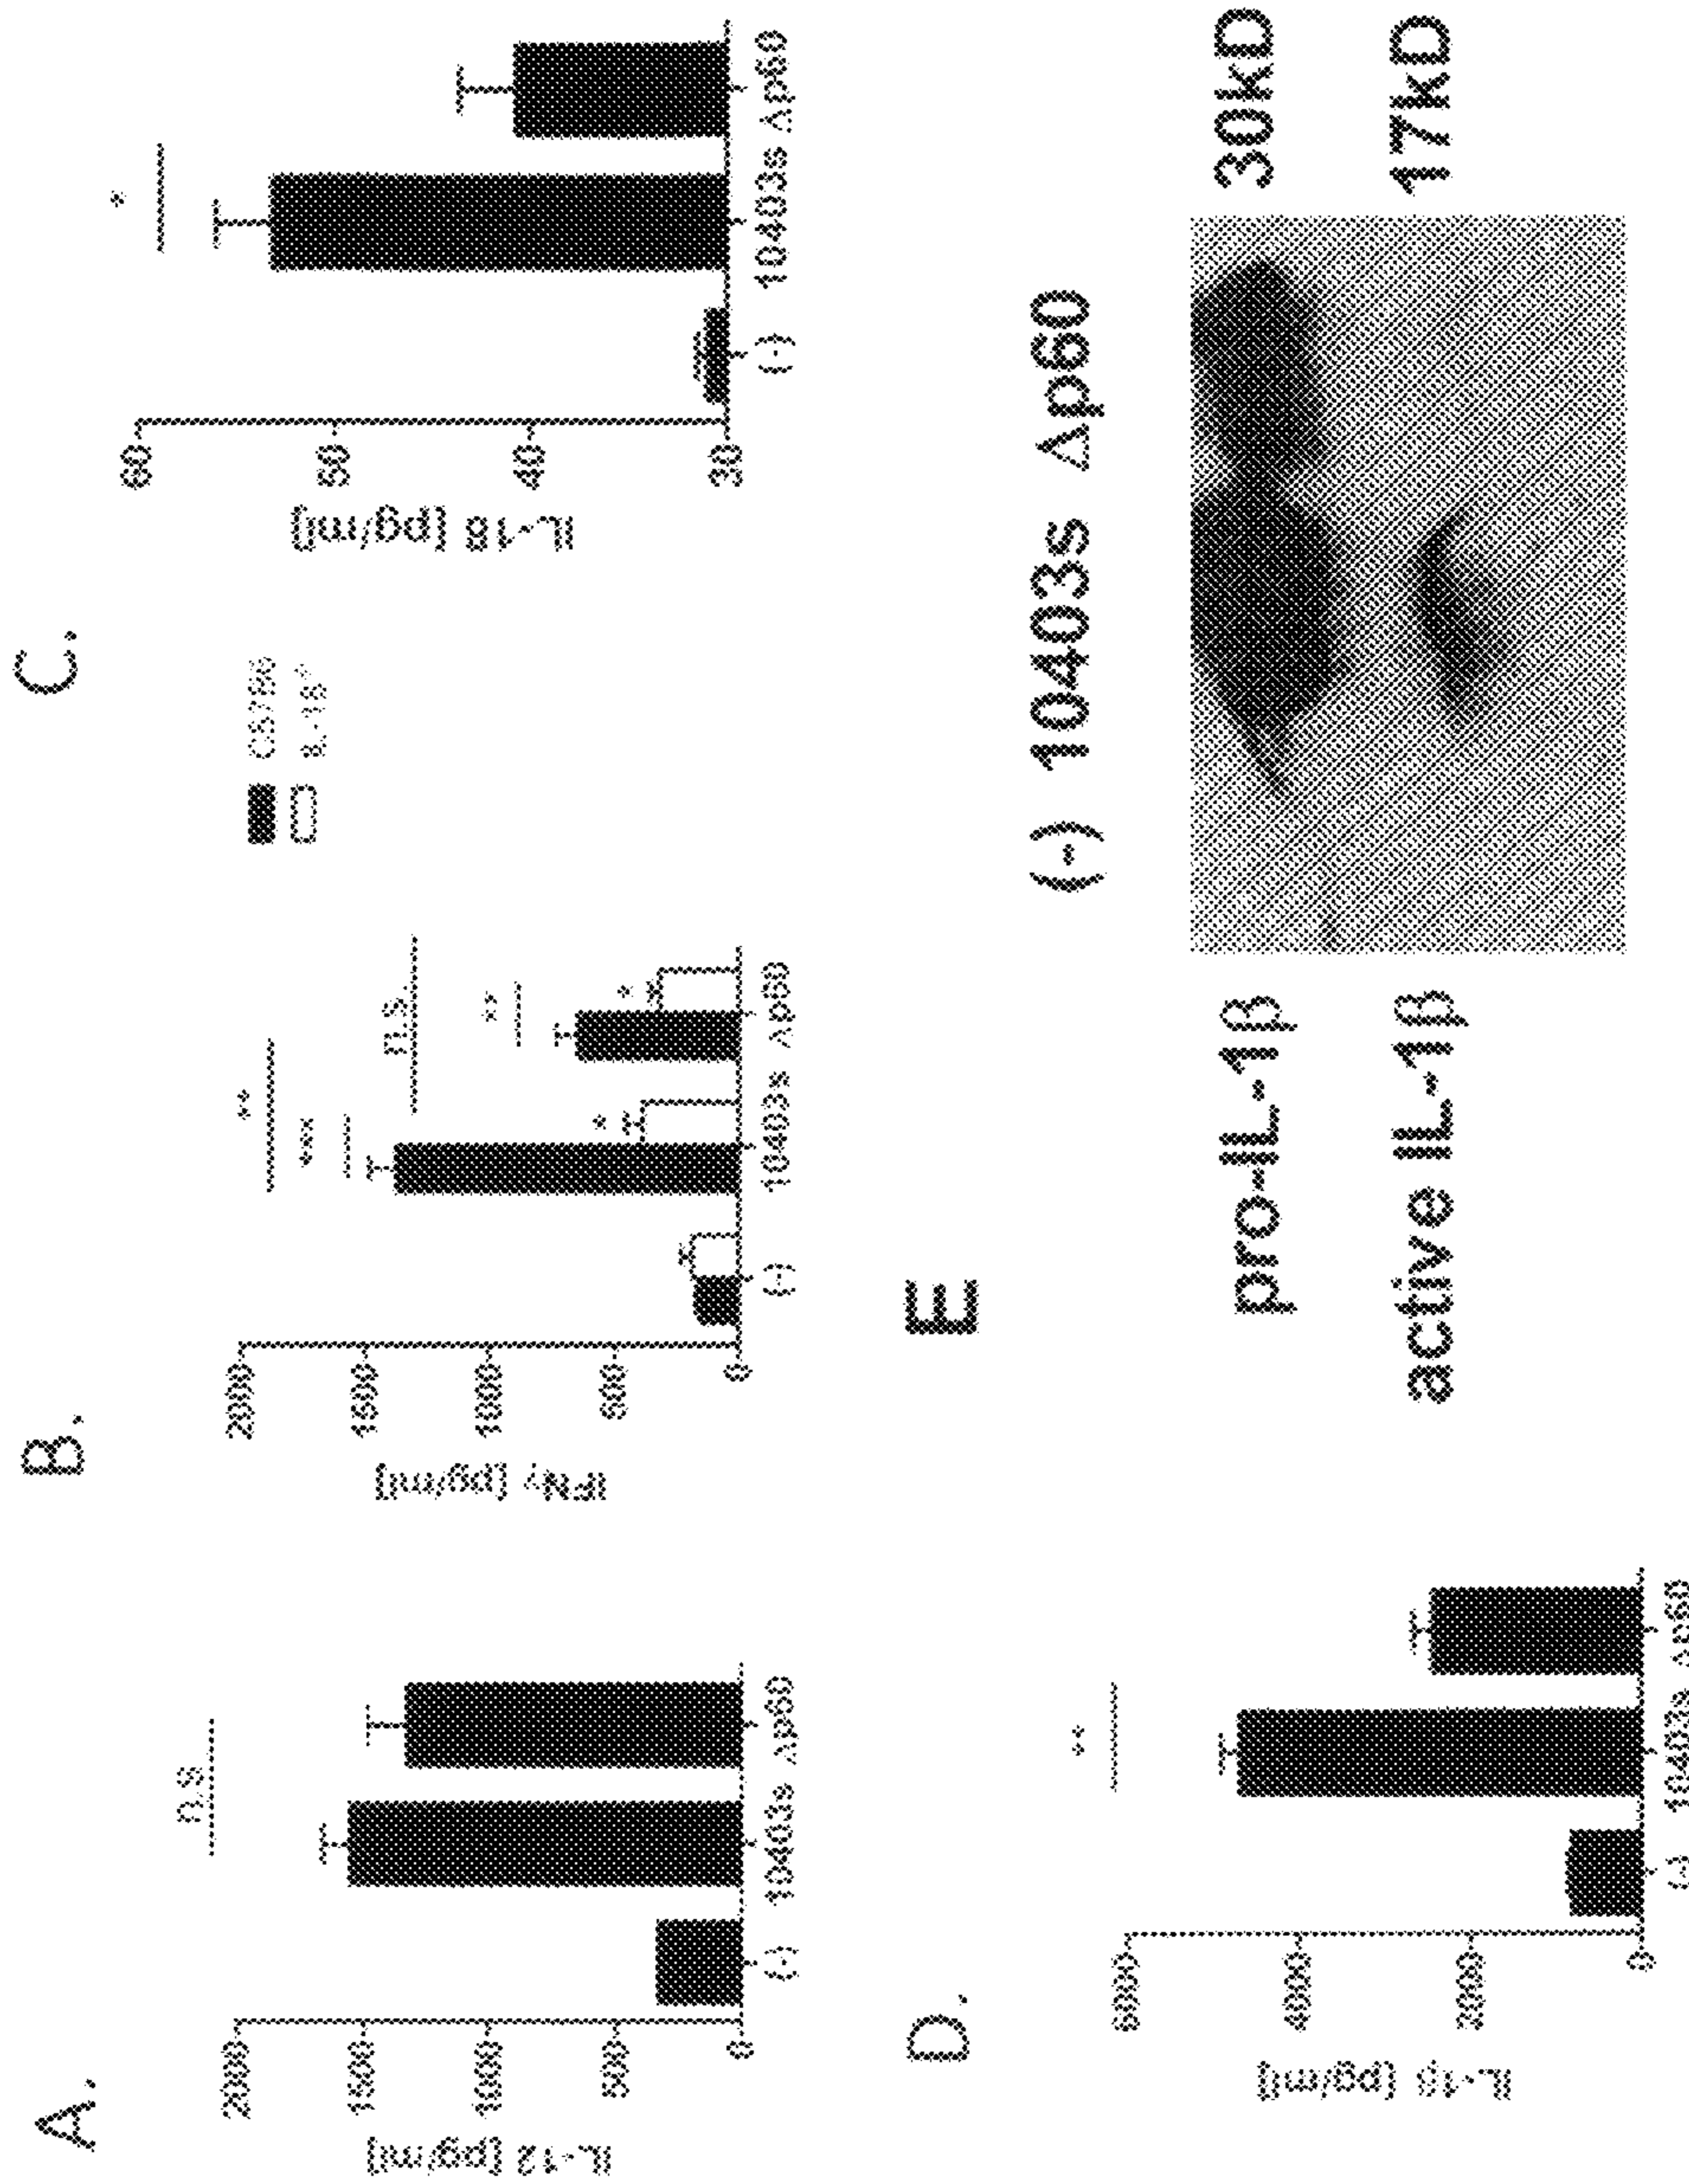 A.
IL-12 [pg/ml]
2000
1500
1000
500
0
n.s
(-) 10403s Δp60
B.
IFNγ [pg/ml]
2000
1500
1000
500
0
**
***
n.s.
**
* *
(-) 10403s Δp60
C57B6
IL-18
C.
IL-18 [pg/ml]
60
50
40
30
*
(-) 10403s Δp60
D.
IL-1β [pg/ml]
6000
4000
2000
0
**
(-) 10403s Δp60
E
(-) 10403s Δp60
pro-IL-1β 30kD
active IL-1β 17kD